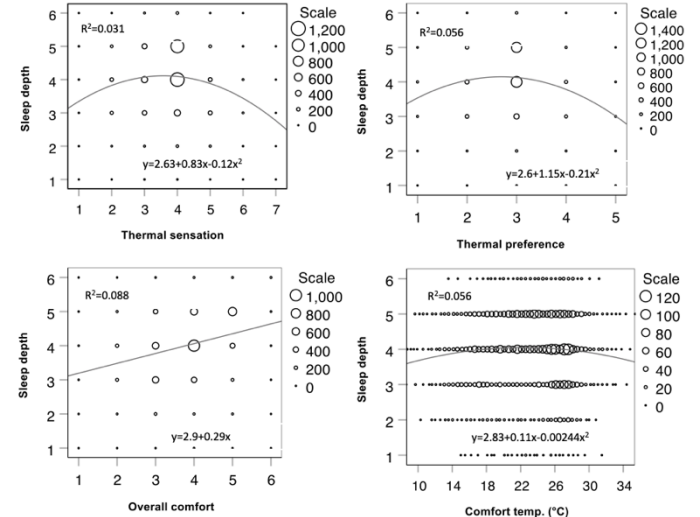 Scale
R²=0.031
Sleep depth
6
5
4
3
2
1
1,200
1,000
800
600
400
200
0
y=2.63+0.83x-0.12x²
1 2 3 4 5 6 7
Thermal sensation
Scale
R²=0.056
Sleep depth
6
5
4
3
2
1
1,400
1,200
1,000
800
600
400
200
0
y=2.6+1.15x-0.21x²
1 2 3 4 5
Thermal preference
Scale
R²=0.088
Sleep depth
6
5
4
3
2
1
1,000
800
600
400
200
0
y=2.9+0.29x
1 2 3 4 5 6
Overall comfort
Scale
R²=0.056
Sleep depth
6
5
4
3
2
1
120
100
80
60
40
20
0
y=2.83+0.11x-0.00244x²
10 14 18 22 26 30 34
Comfort temp. (°C)